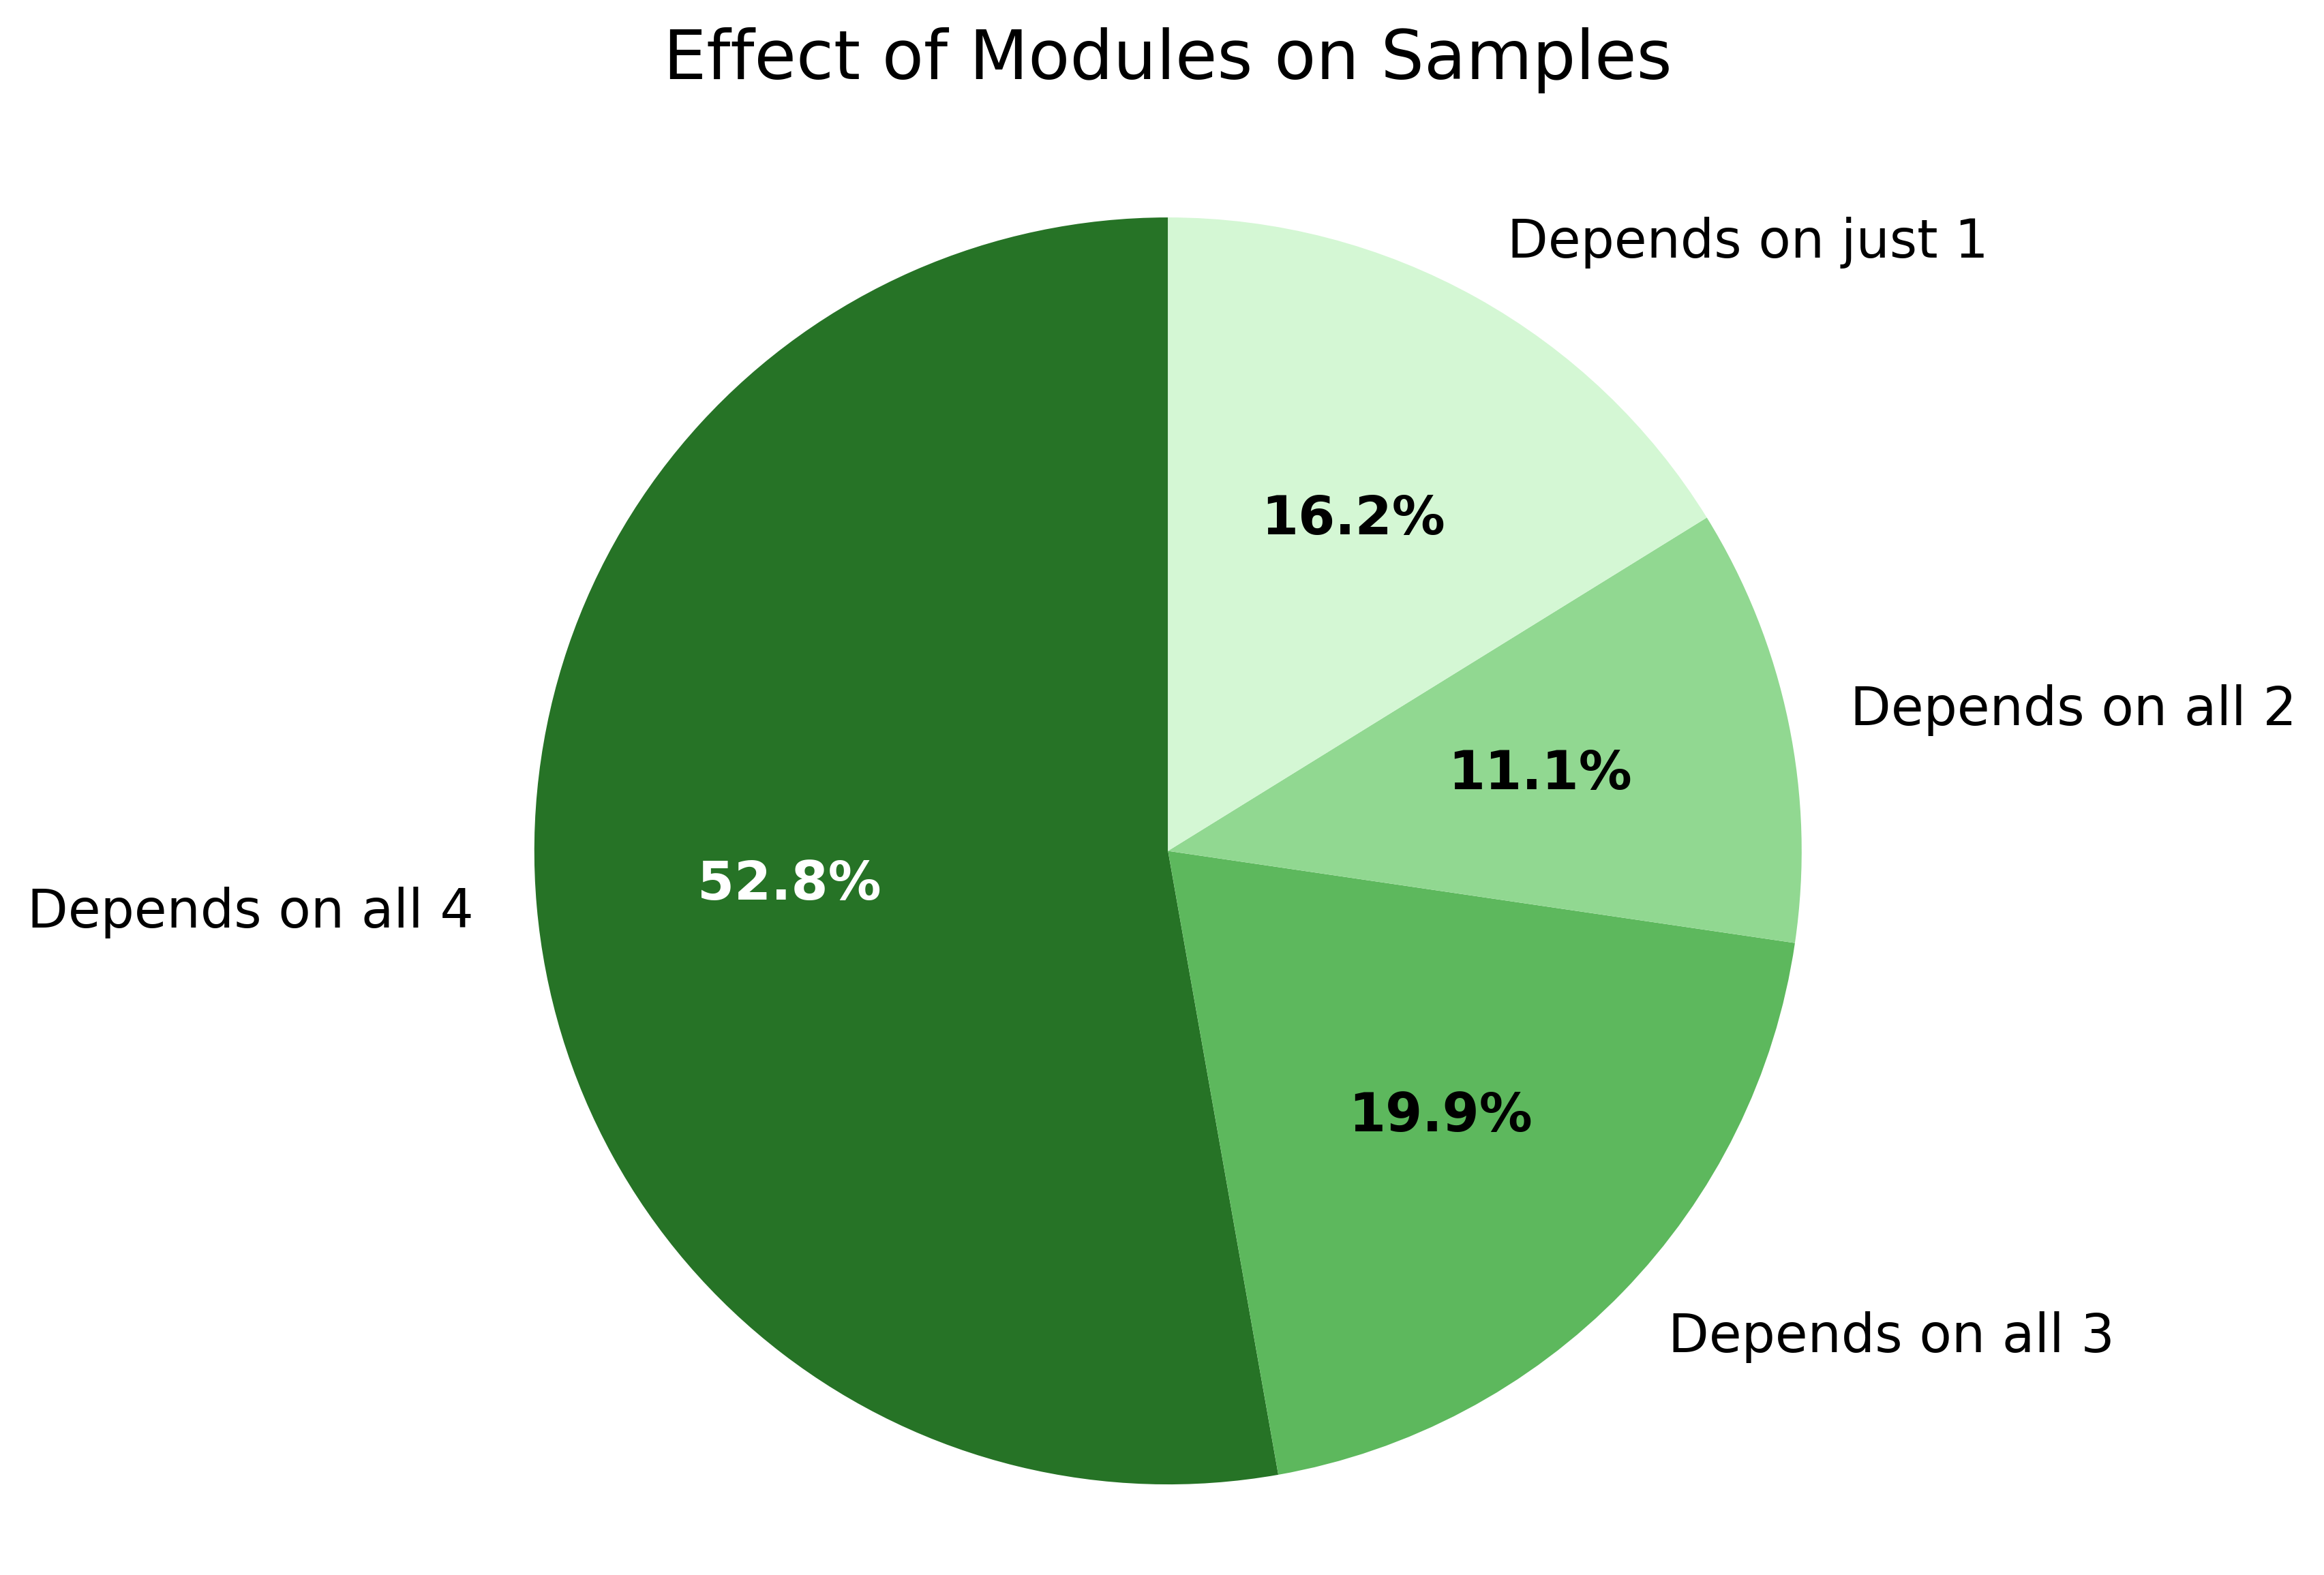 Effect of Modules on Samples
Depends on just 1
16.2%
Depends on all 2
11.1%
52.8%
Depends on all 4
19.9%
Depends on all 3